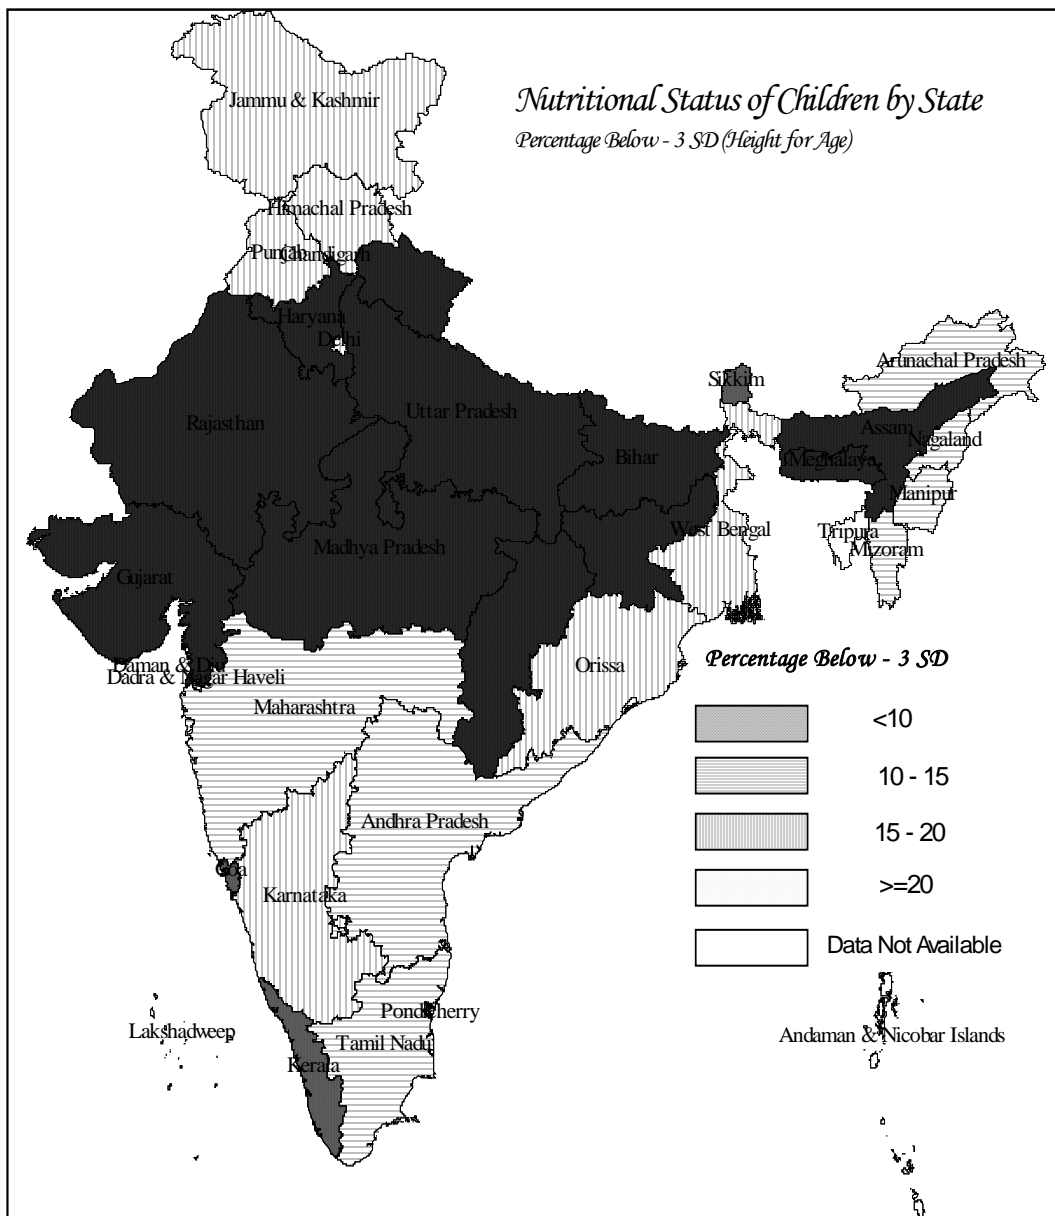 Nutritional Status of Children by State
Percentage Below - 3 SD (Height for Age)
Jammu & Kashmir
Himachal Pradesh
Punjab
Chandigarh
Haryana
Delhi
Arunachal Pradesh
Sikkim
Rajasthan
Uttar Pradesh
Assam
Nagaland
Bihar
Meghalaya
Manipur
West Bengal
Tripura
Mizoram
Madhya Pradesh
Gujarat
Orissa
Daman & Diu
Dadra & Nagar Haveli
Maharashtra
Percentage Below - 3 SD
<10
10 - 15
15 - 20
>=20
Data Not Available
Andhra Pradesh
Goa
Karnataka
Pondicherry
Lakshadweep
Tamil Nadu
Kerala
Andaman & Nicobar Islands